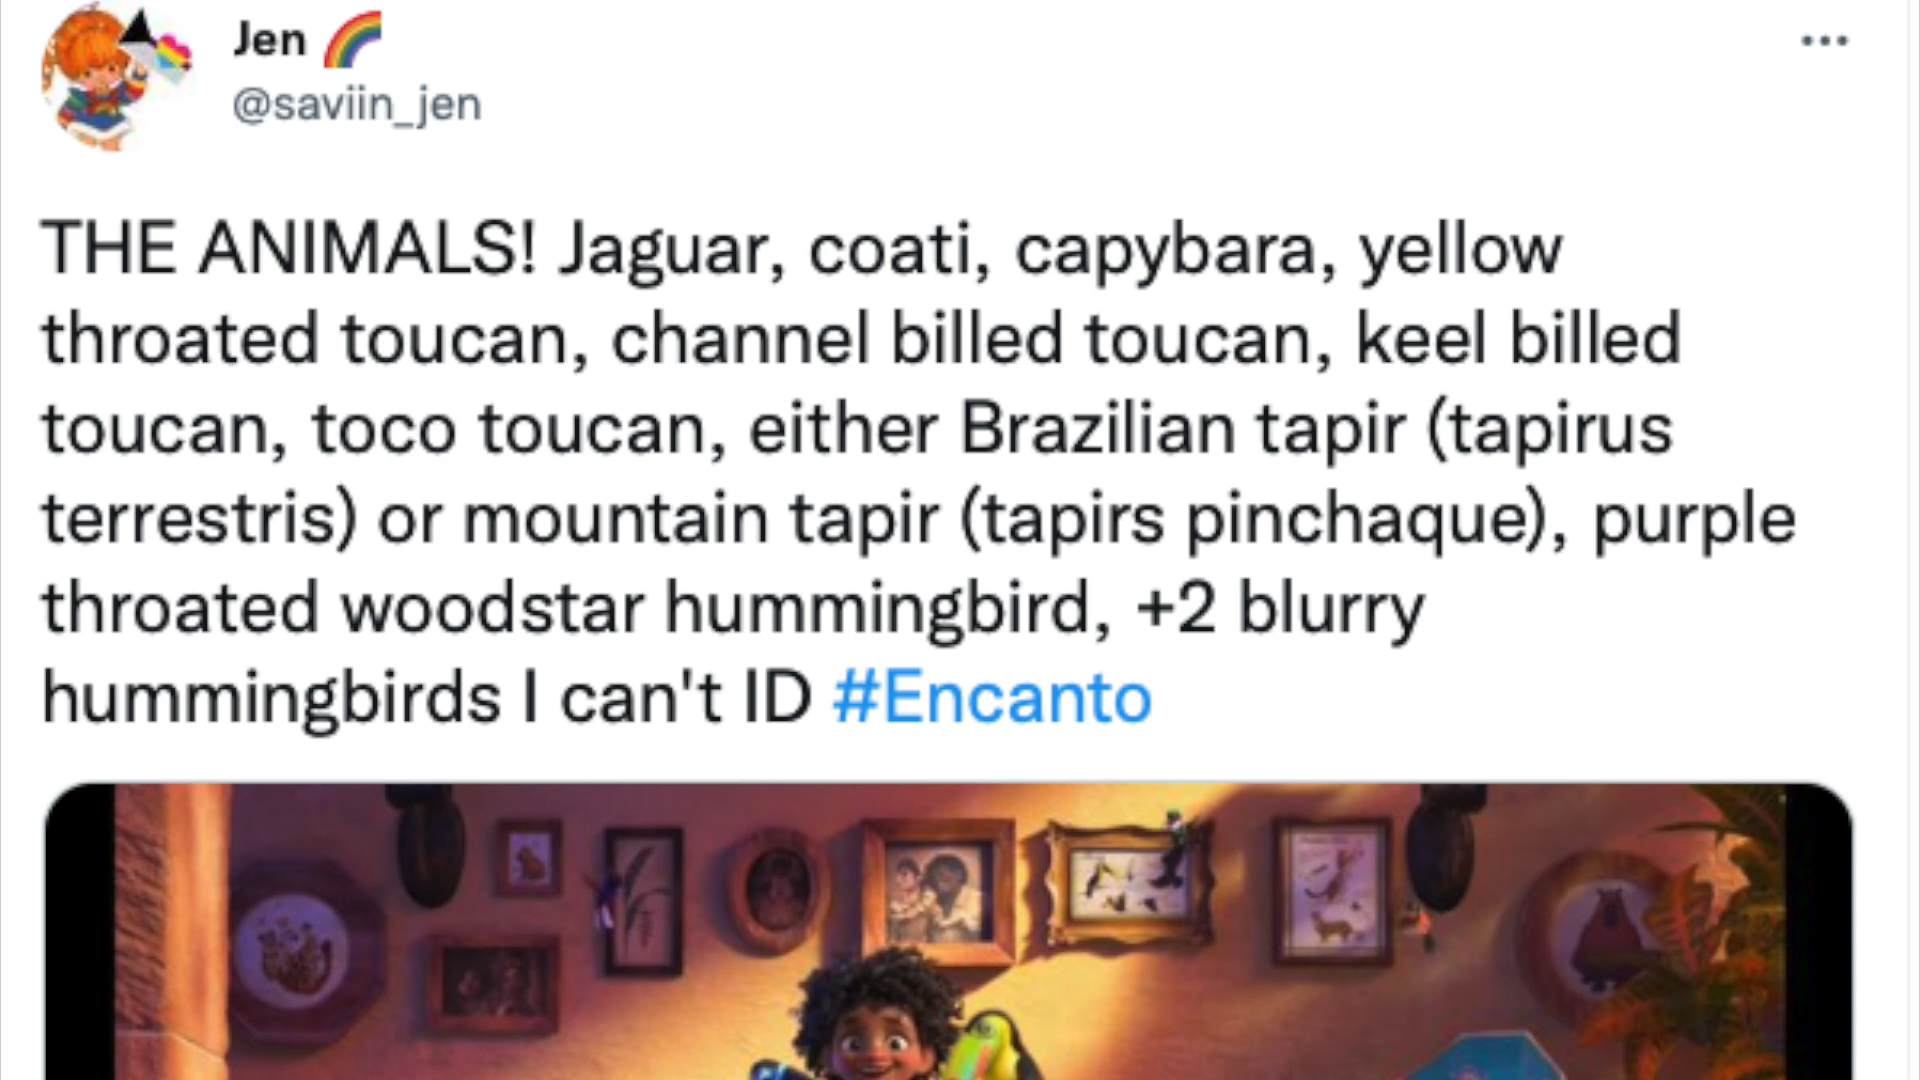 Jen 🌈
@saviin_jen
THE ANIMALS! Jaguar, coati, capybara, yellow
throated toucan, channel billed toucan, keel billed
toucan, toco toucan, either Brazilian tapir (tapirus
terrestris) or mountain tapir (tapirs pinchaque), purple
throated woodstar hummingbird, +2 blurry
hummingbirds I can't ID #Encanto